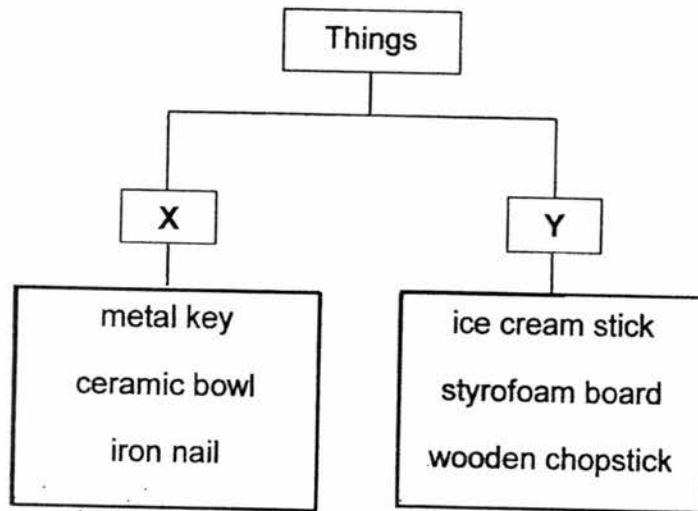 Things
X
Y
metal key
ceramic bowl
iron nail
ice cream stick
styrofoam board
wooden chopstick